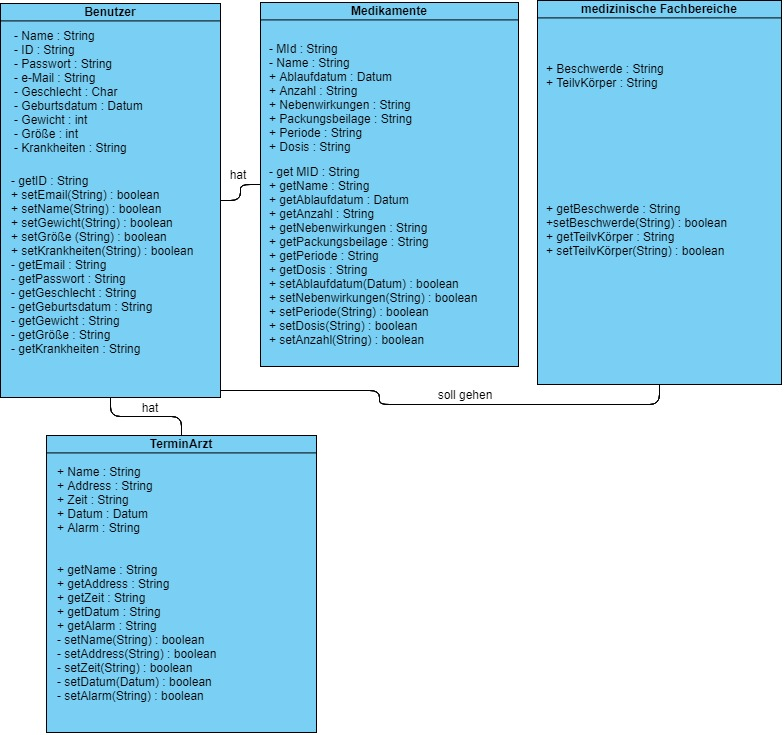 Benutzer
- Name : String
- ID : String
- Passwort : String
- e-Mail : String
- Geschlecht : Char
- Geburtsdatum : Datum
- Gewicht : int
- Größe : int
- Krankheiten : String
- getID : String
+ setEmail(String) : boolean
+ setName(String) : boolean
+ setGewicht(String) : boolean
+ setGröße (String) : boolean
+ setKrankheiten(String) : boolean
- getEmail : String
- getPasswort : String
- getGeschlecht : String
- getGeburtsdatum : String
- getGewicht : String
- getGröße : String
- getKrankheiten : String
hat
Medikamente
- MId : String
- Name : String
+ Ablaufdatum : Datum
+ Anzahl : String
+ Nebenwirkungen : String
+ Packungsbeilage : String
+ Periode : String
+ Dosis : String
- get MID : String
+ getName : String
+ getAblaufdatum : Datum
+ getAnzahl : String
+ getNebenwirkungen : String
+ getPackungsbeilage : String
+ getPeriode : String
+ getDosis : String
+ setAblaufdatum(Datum) : boolean
+ setNebenwirkungen(String) : boolean
+ setPeriode(String) : boolean
+ setDosis(String) : boolean
+ setAnzahl(String) : boolean
medizinische Fachbereiche
+ Beschwerde : String
+ TeilvKörper : String
+ getBeschwerde : String
+setBeschwerde(String) : boolean
+ getTeilvKörper : String
+ setTeilvKörper(String) : boolean
soll gehen
hat
TerminArzt
+ Name : String
+ Address : String
+ Zeit : String
+ Datum : Datum
+ Alarm : String
+ getName : String
+ getAddress : String
+ getZeit : String
+ getDatum : String
+ getAlarm : String
- setName(String) : boolean
- setAddress(String) : boolean
- setZeit(String) : boolean
- setDatum(Datum) : boolean
- setAlarm(String) : boolean